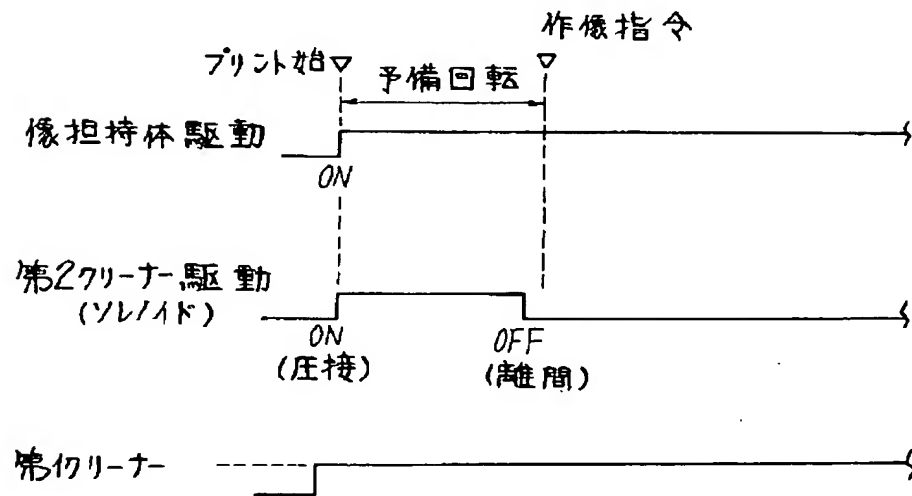 作像指令
プリント始
予備回転
像担持体駆動
ON
第2クリーナー駆動
(ソレノイド)
ON
OFF
(圧接)
(離間)
第1クリーナー